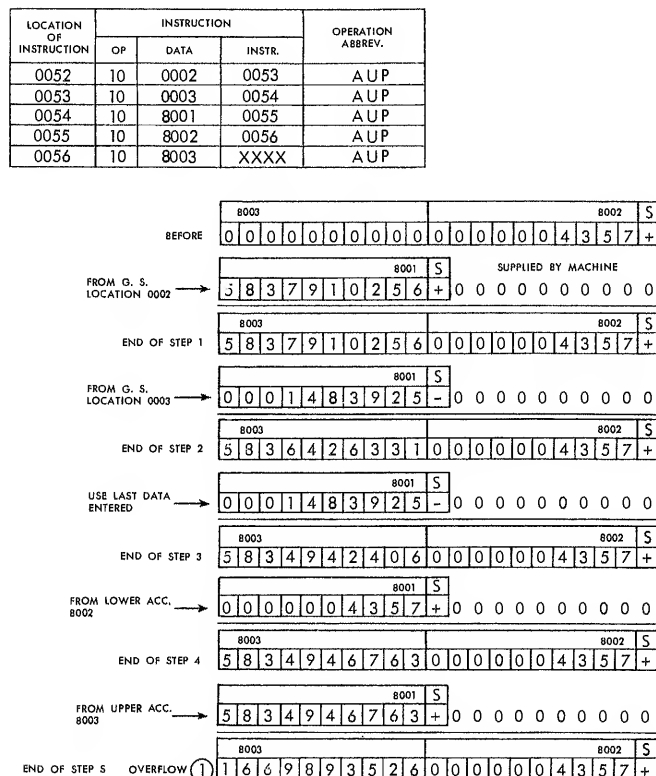 LOCATION OF INSTRUCTION INSTRUCTION OPERATION ABBREV.
OP DATA INSTR.
0052 10 0002 0053 AUP
0053 10 0003 0054 AUP
0054 10 8001 0055 AUP
0055 10 8002 0056 AUP
0056 10 8003 XXXX AUP
8003 8002 S
BEFORE 0 0 0 0 0 0 0 0 0 0 0 0 0 0 0 0 4 3 5 7 +
8001 S SUPPLIED BY MACHINE
FROM G. S. LOCATION 0002 5 8 3 7 9 1 0 2 5 6 + 0 0 0 0 0 0 0 0 0 0
8003 8002 S
END OF STEP 1 5 8 3 7 9 1 0 2 5 6 0 0 0 0 0 0 4 3 5 7 +
8001 S
FROM G. S. LOCATION 0003 0 0 0 1 4 8 3 9 2 5 - 0 0 0 0 0 0 0 0 0 0
8003 8002 S
END OF STEP 2 5 8 3 6 4 2 6 3 3 1 0 0 0 0 0 0 4 3 5 7 +
8001 S
USE LAST DATA ENTERED 0 0 0 1 4 8 3 9 2 5 - 0 0 0 0 0 0 0 0 0 0
8003 8002 S
END OF STEP 3 5 8 3 4 9 4 2 4 0 6 0 0 0 0 0 0 4 3 5 7 +
8001 S
FROM LOWER ACC. 8002 0 0 0 0 0 0 4 3 5 7 + 0 0 0 0 0 0 0 0 0 0
8003 8002 S
END OF STEP 4 5 8 3 4 9 4 6 7 6 3 0 0 0 0 0 0 4 3 5 7 +
8001 S
FROM UPPER ACC. 8003 5 8 3 4 9 4 6 7 6 3 + 0 0 0 0 0 0 0 0 0 0
8003 8002 S
END OF STEP S OVERFLOW 1 1 6 6 9 8 9 3 5 2 6 0 0 0 0 0 0 4 3 5 7 +